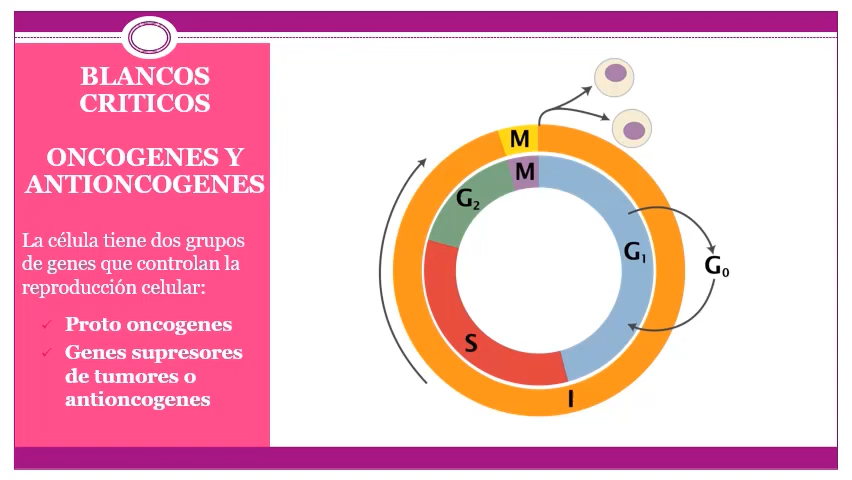 BLANCOS
CRITICOS
ONCOGENES Y
ANTIONCOGENES
La célula tiene dos grupos
de genes que controlan la
reproducción celular:
Proto oncogenes
Genes supresores
de tumores o
antioncogenes
M
M
G₂
G₁
G₀
S
I